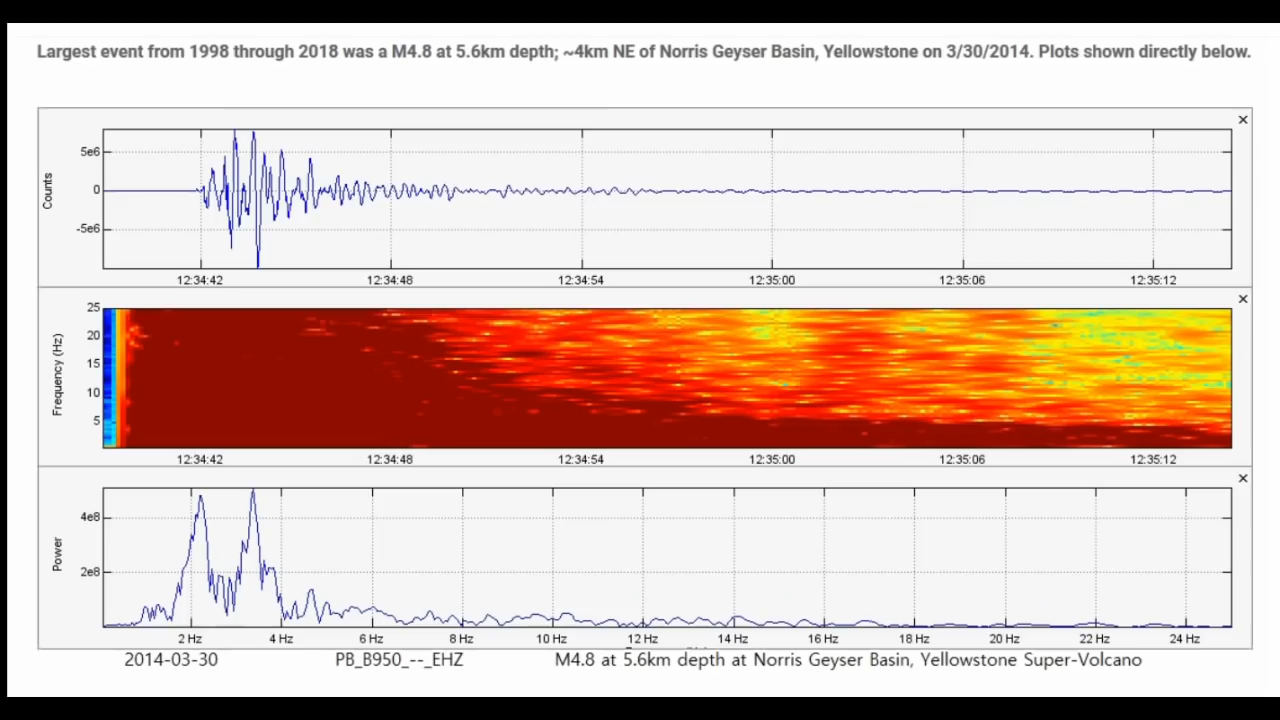 Largest event from 1998 through 2018 was a M4.8 at 5.6km depth; ~4km NE of Norris Geyser Basin, Yellowstone on 3/30/2014. Plots shown directly below.
×
Counts
5e6
0
-5e6
12:34:42 12:34:48 12:34:54 12:35:00 12:35:06 12:35:12
×
Frequency (Hz)
25
20
15
10
5
12:34:42 12:34:48 12:34:54 12:35:00 12:35:06 12:35:12
×
Power
4e8
2e8
2 Hz 4 Hz 6 Hz 8 Hz 10 Hz 12 Hz 14 Hz 16 Hz 18 Hz 20 Hz 22 Hz 24 Hz
2014-03-30 PB_B950_--_EHZ M4.8 at 5.6km depth at Norris Geyser Basin, Yellowstone Super-Volcano